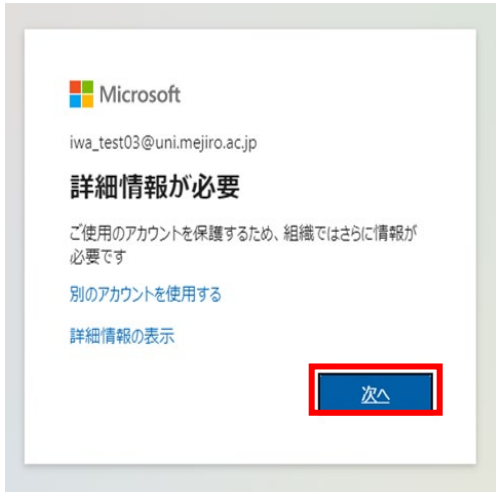 Microsoft
iwa_test03@uni.mejiro.ac.jp
詳細情報が必要
ご使用のアカウントを保護するため、組織ではさらに情報が
必要です
別のアカウントを使用する
詳細情報の表示
次へ